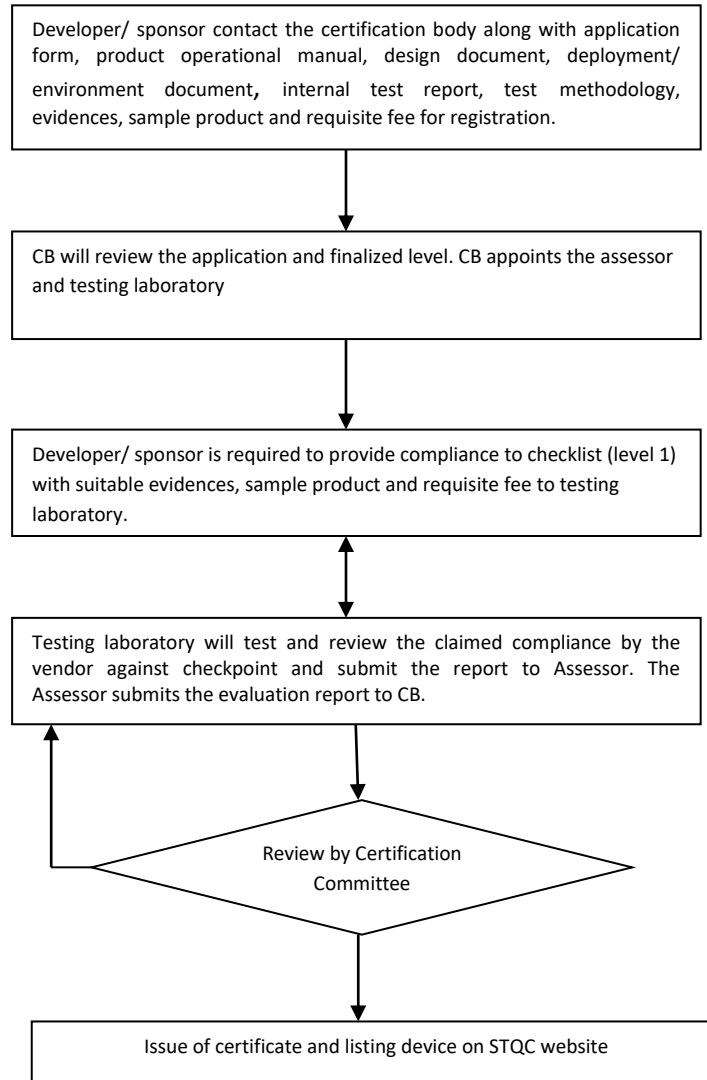 Developer/ sponsor contact the certification body along with application
form, product operational manual, design document, deployment/
environment document, internal test report, test methodology,
evidences, sample product and requisite fee for registration.
CB will review the application and finalized level. CB appoints the assessor
and testing laboratory
Developer/ sponsor is required to provide compliance to checklist (level 1)
with suitable evidences, sample product and requisite fee to testing
laboratory.
Testing laboratory will test and review the claimed compliance by the
vendor against checkpoint and submit the report to Assessor. The
Assessor submits the evaluation report to CB.
Review by Certification
Committee
Issue of certificate and listing device on STQC website